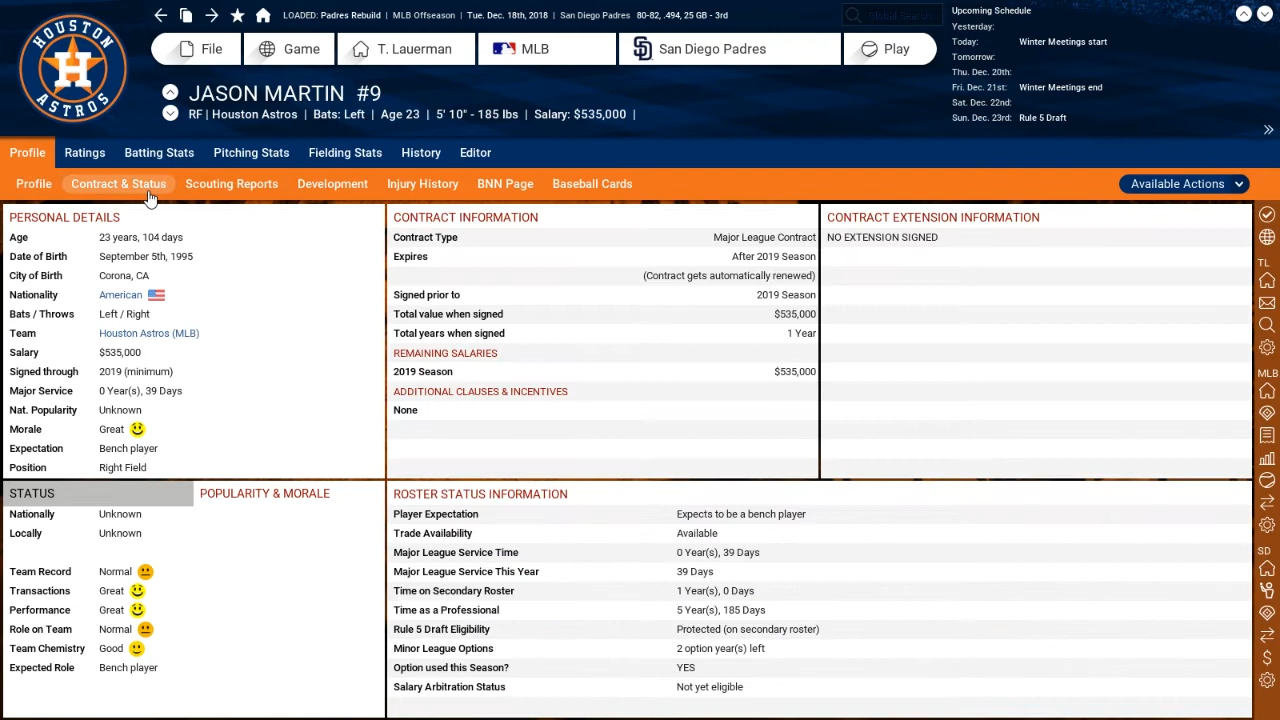 HOUSTON
ASTROS
LOADED: Padres Rebuild | MLB Offseason | Tue. Dec. 18th, 2018 | San Diego Padres 80-82, .494, 25 GB - 3rd
Global Search
File
Game
T. Lauerman
MLB
San Diego Padres
Play
Upcoming Schedule
Yesterday:
Today: Winter Meetings start
Tomorrow:
Thu. Dec. 20th:
Fri. Dec. 21st: Winter Meetings end
Sat. Dec. 22nd:
Sun. Dec. 23rd: Rule 5 Draft
JASON MARTIN #9
RF | Houston Astros | Bats: Left | Age 23 | 5' 10" - 185 lbs | Salary: $535,000 |
Profile Ratings Batting Stats Pitching Stats Fielding Stats History Editor
Profile Contract & Status Scouting Reports Development Injury History BNN Page Baseball Cards Available Actions
PERSONAL DETAILS
Age 23 years, 104 days
Date of Birth September 5th, 1995
City of Birth Corona, CA
Nationality American
Bats / Throws Left / Right
Team Houston Astros (MLB)
Salary $535,000
Signed through 2019 (minimum)
Major Service 0 Year(s), 39 Days
Nat. Popularity Unknown
Morale Great
Expectation Bench player
Position Right Field
CONTRACT INFORMATION
Contract Type Major League Contract
Expires After 2019 Season
(Contract gets automatically renewed)
Signed prior to 2019 Season
Total value when signed $535,000
Total years when signed 1 Year
REMAINING SALARIES
2019 Season $535,000
ADDITIONAL CLAUSES & INCENTIVES
None
CONTRACT EXTENSION INFORMATION
NO EXTENSION SIGNED
STATUS POPULARITY & MORALE
Nationally Unknown
Locally Unknown
Team Record Normal
Transactions Great
Performance Great
Role on Team Normal
Team Chemistry Good
Expected Role Bench player
ROSTER STATUS INFORMATION
Player Expectation Expects to be a bench player
Trade Availability Available
Major League Service Time 0 Year(s), 39 Days
Major League Service This Year 39 Days
Time on Secondary Roster 1 Year(s), 0 Days
Time as a Professional 5 Year(s), 185 Days
Rule 5 Draft Eligibility Protected (on secondary roster)
Minor League Options 2 option year(s) left
Option used this Season? YES
Salary Arbitration Status Not yet eligible
TL
MLB
SD